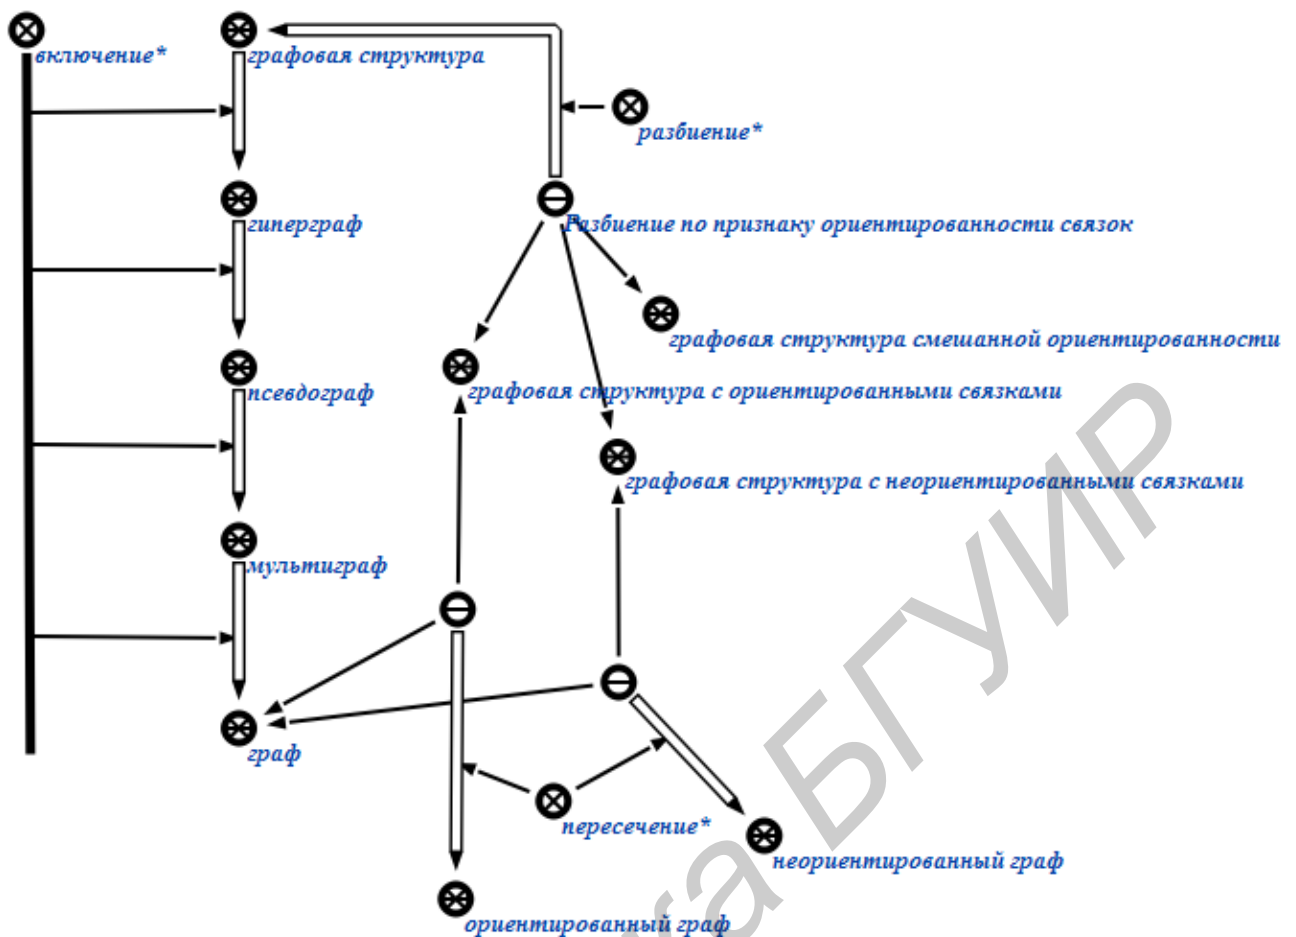 включение*
графовая структура
разбиение*
гиперграф
Разбиение по признаку ориентированности связок
графовая структура смешанной ориентированности
псевдограф
графовая структура с ориентированными связками
графовая структура с неориентированными связками
мультиграф
граф
пересечение*
неориентированный граф
ориентированный граф
ка БГУИР